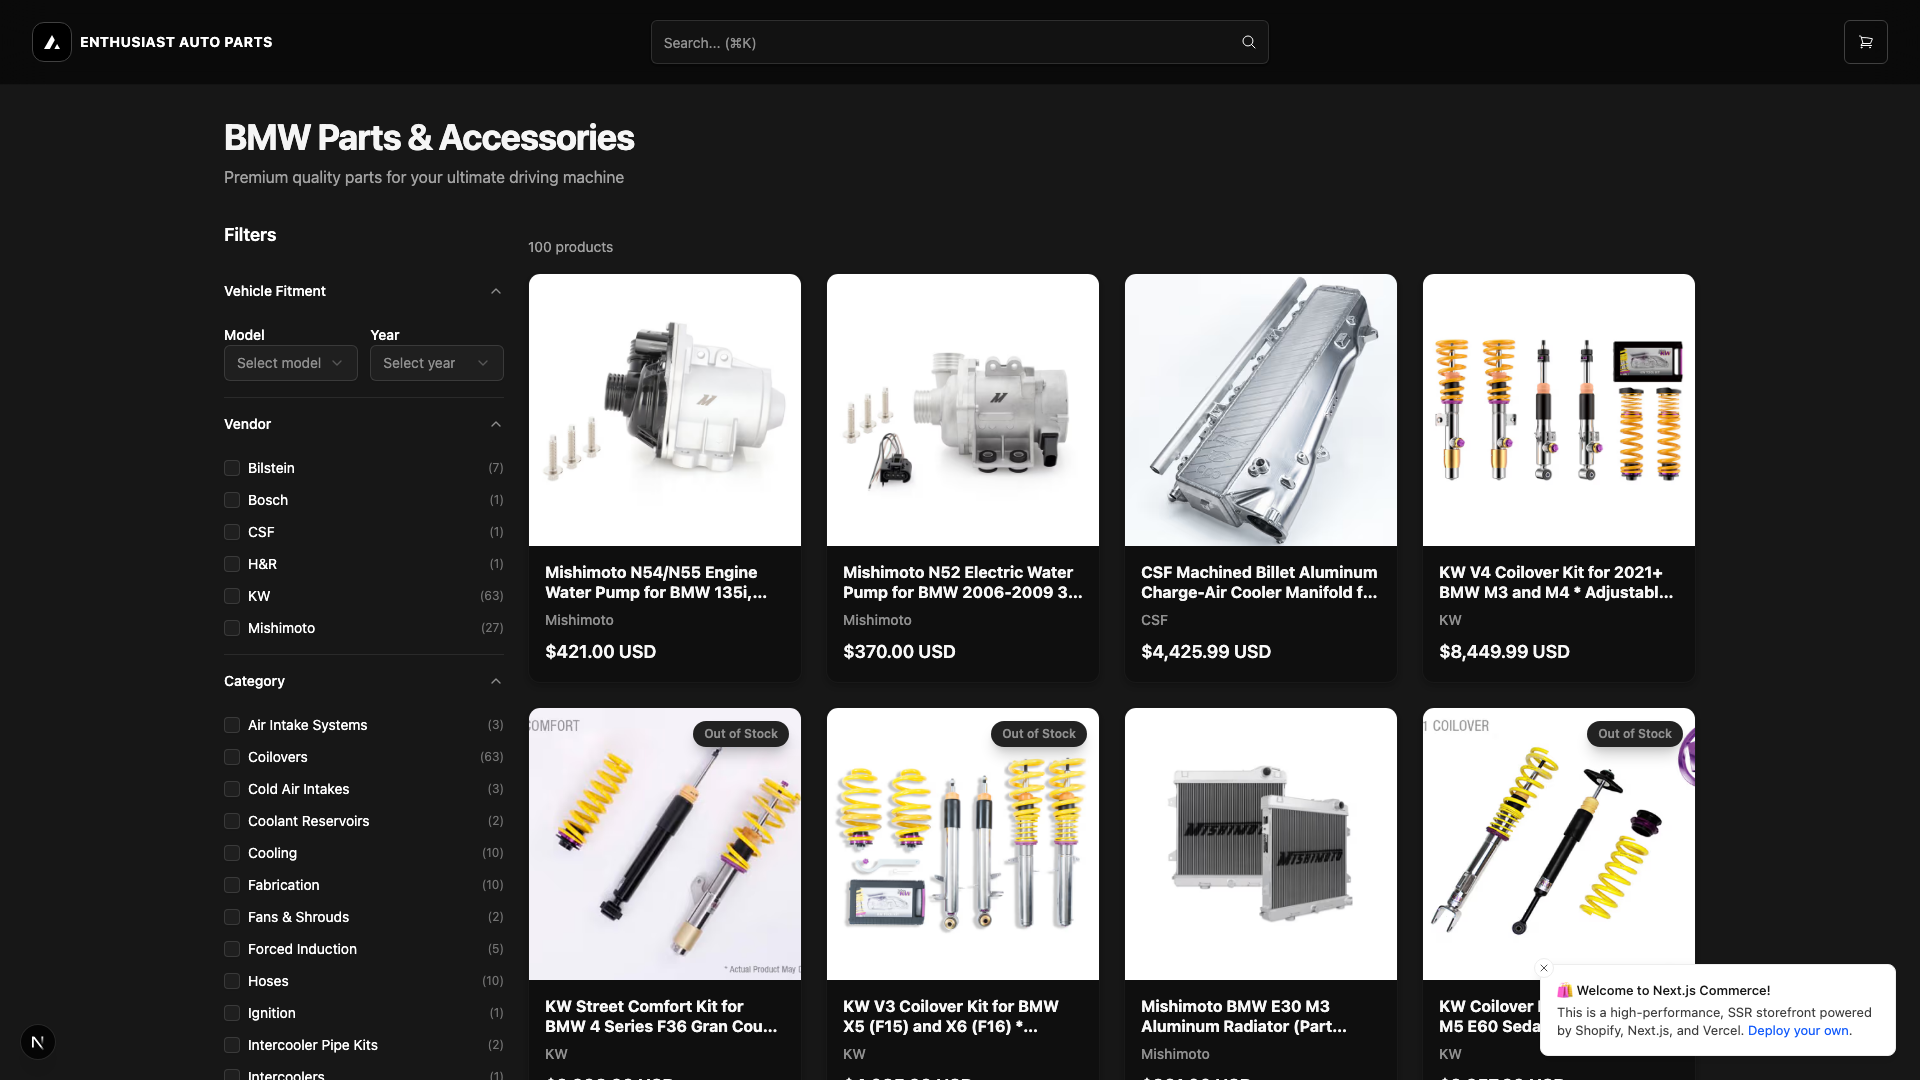 ENTHUSIAST AUTO PARTS
Search... (⌘K)
BMW Parts & Accessories
Premium quality parts for your ultimate driving machine
Filters
100 products
Vehicle Fitment
Model
Year
Select model
Select year
Vendor
Bilstein (7)
Bosch (1)
CSF (1)
H&R (1)
KW (63)
Mishimoto (27)
Category
Air Intake Systems (3)
Coilovers (63)
Cold Air Intakes (3)
Coolant Reservoirs (2)
Cooling (10)
Fabrication (10)
Fans & Shrouds (2)
Forced Induction (5)
Hoses (10)
Ignition (1)
Intercooler Pipe Kits (2)
Intercoolers (1)
N
Mishimoto N54/N55 Engine
Water Pump for BMW 135i,...
Mishimoto
$421.00 USD
Mishimoto N52 Electric Water
Pump for BMW 2006-2009 3...
Mishimoto
$370.00 USD
CSF Machined Billet Aluminum
Charge-Air Cooler Manifold f...
CSF
$4,425.99 USD
KW V4 Coilover Kit for 2021+
BMW M3 and M4 * Adjustabl...
KW
$8,449.99 USD
COMFORT
Out of Stock
* Actual Product May
KW Street Comfort Kit for
BMW 4 Series F36 Gran Cou...
KW
Out of Stock
KW V3 Coilover Kit for BMW
X5 (F15) and X6 (F16) *...
KW
MISHIMOTO
MISHIMOTO
Mishimoto BMW E30 M3
Aluminum Radiator (Part...
Mishimoto
1 COILOVER
Out of Stock
KW Coilover
M5 E60 Seda
KW
🛍️ Welcome to Next.js Commerce!
This is a high-performance, SSR storefront powered
by Shopify, Next.js, and Vercel. Deploy your own.